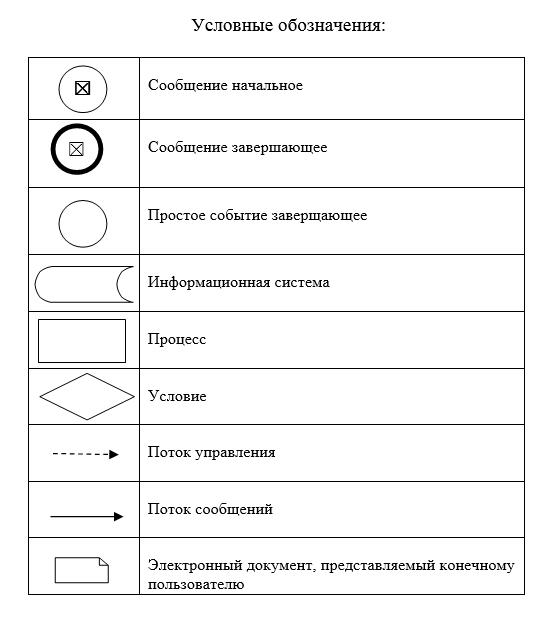 Условные обозначения:
Сообщение начальное
Сообщение завершающее
Простое событие завершающее
Информационная система
Процесс
Условие
Поток управления
Поток сообщений
Электронный документ, представляемый конечному
пользователю